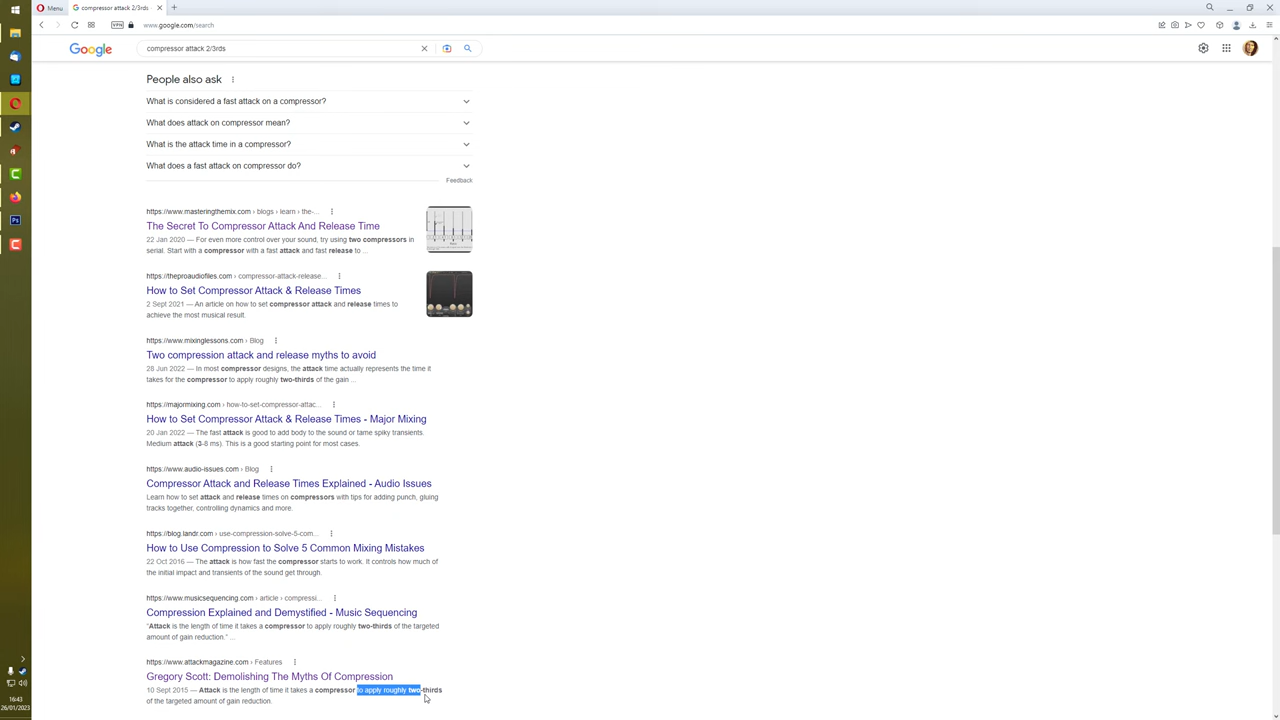 Menu
compressor attack 2/3rds
VPN
www.google.com/search
Google
compressor attack 2/3rds
People also ask
What is considered a fast attack on a compressor?
What does attack on compressor mean?
What is the attack time in a compressor?
What does a fast attack on compressor do?
Feedback
https://www.masteringthemix.com › blogs › learn › the-...
The Secret To Compressor Attack And Release Time
22 Jan 2020 — For even more control over your sound, try using two compressors in
serial. Start with a compressor with a fast attack and fast release to ...
https://theproaudiofiles.com › compressor-attack-release...
How to Set Compressor Attack & Release Times
2 Sept 2021 — An article on how to set compressor attack and release times to
achieve the most musical result.
https://www.mixinglessons.com › Blog
Two compression attack and release myths to avoid
28 Jun 2022 — In most compressor designs, the attack time actually represents the time it
takes for the compressor to apply roughly two-thirds of the gain ...
https://majormixing.com › how-to-set-compressor-attac...
How to Set Compressor Attack & Release Times - Major Mixing
20 Jan 2022 — The fast attack is good to add body to the sound or tame spiky transients.
Medium attack (3-8 ms). This is a good starting point for most cases.
https://www.audio-issues.com › Blog
Compressor Attack and Release Times Explained - Audio Issues
Learn how to set attack and release times on compressors with tips for adding punch, gluing
tracks together, controlling dynamics and more.
https://blog.landr.com › use-compression-solve-5-com...
How to Use Compression to Solve 5 Common Mixing Mistakes
22 Oct 2016 — The attack is how fast the compressor starts to work. It controls how much of
the initial impact and transients of the sound get through.
https://www.musicsequencing.com › article › compressi...
Compression Explained and Demystified - Music Sequencing
“Attack is the length of time it takes a compressor to apply roughly two-thirds of the targeted
amount of gain reduction.” ...
https://www.attackmagazine.com › Features
Gregory Scott: Demolishing The Myths Of Compression
10 Sept 2015 — Attack is the length of time it takes a compressor to apply roughly two-thirds
of the targeted amount of gain reduction.
16:43
26/01/2023